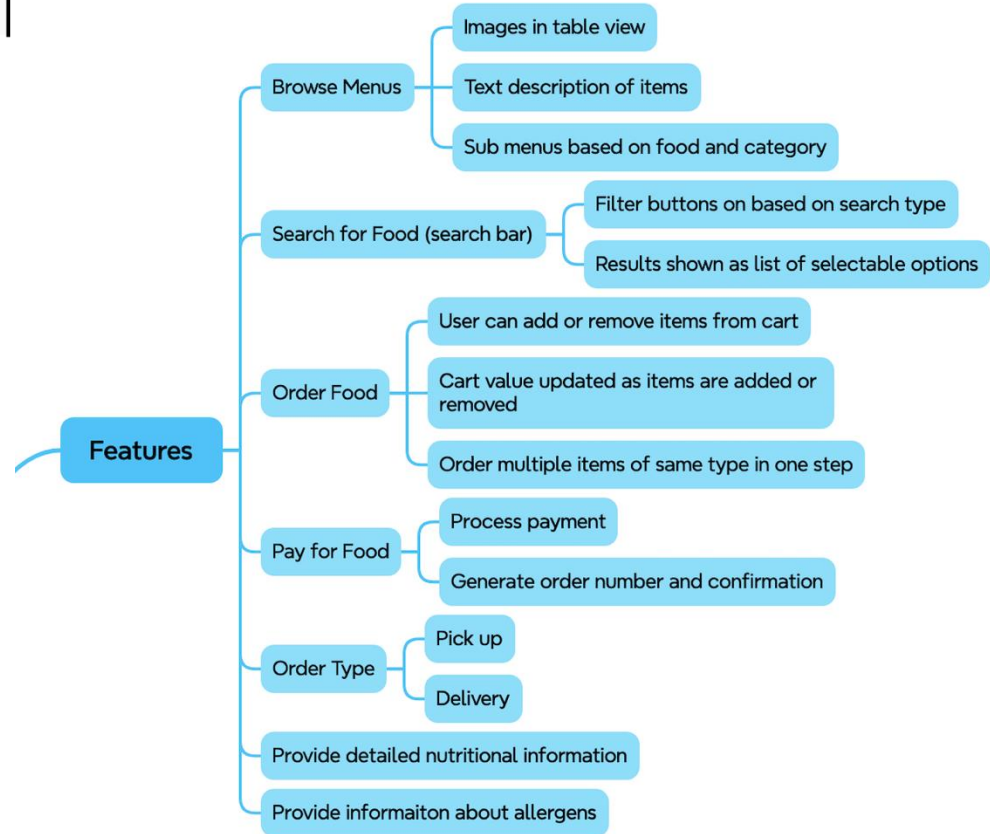 Features
Browse Menus
Images in table view
Text description of items
Sub menus based on food and category
Search for Food (search bar)
Filter buttons on based on search type
Results shown as list of selectable options
Order Food
User can add or remove items from cart
Cart value updated as items are added or
removed
Order multiple items of same type in one step
Pay for Food
Process payment
Generate order number and confirmation
Order Type
Pick up
Delivery
Provide detailed nutritional information
Provide informaiton about allergens